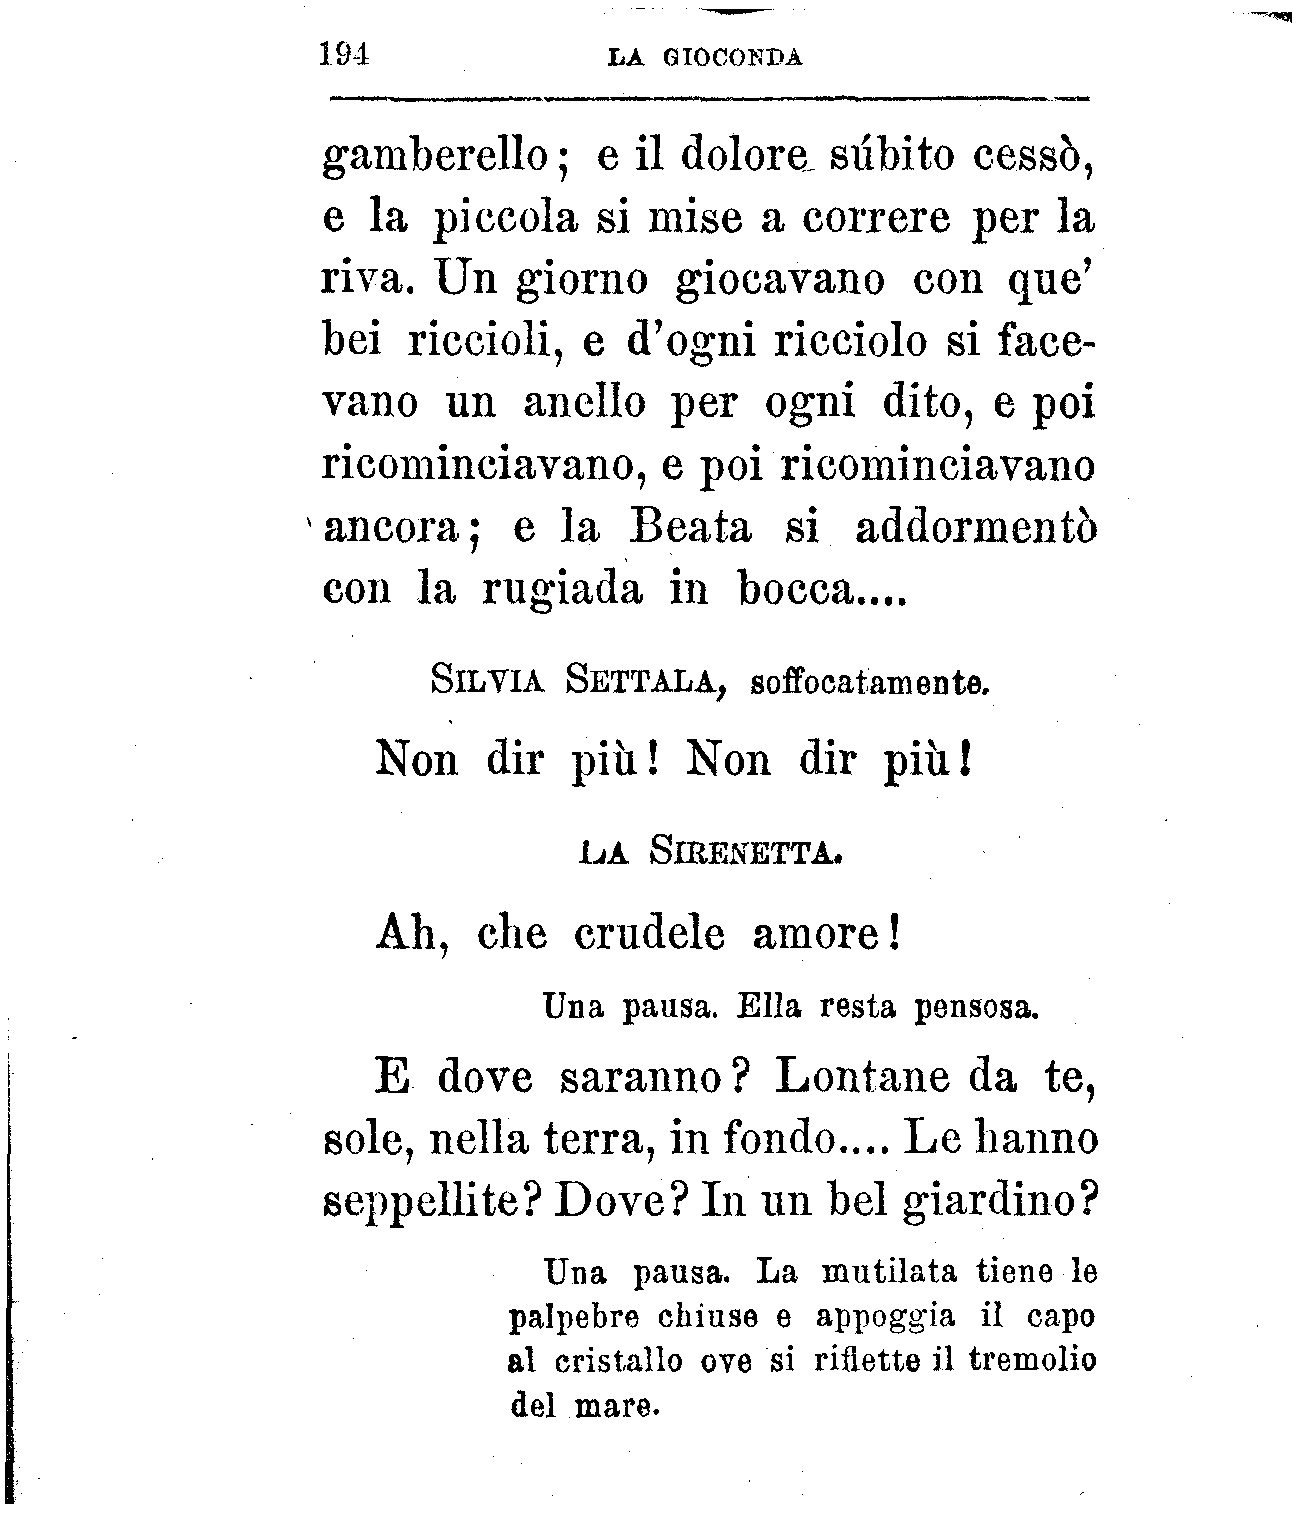 194 LA GIOCONDA
gamberello; e il dolore súbito cessò,
e la piccola si mise a correre per la
riva. Un giorno giocavano con que'
bei riccioli, e d'ogni ricciolo si face-
vano un anello per ogni dito, e poi
ricominciavano, e poi ricominciavano
ancora; e la Beata si addormentò
con la rugiada in bocca....
SILVIA SETTALA, soffocatamente.
Non dir più! Non dir più!
LA SIRENETTA.
Ah, che crudele amore!
Una pausa. Ella resta pensosa.
E dove saranno? Lontane da te,
sole, nella terra, in fondo.... Le hanno
seppellite? Dove? In un bel giardino?
Una pausa. La mutilata tiene le
palpebre chiuse e appoggia il capo
al cristallo ove si riflette il tremolio
del mare.